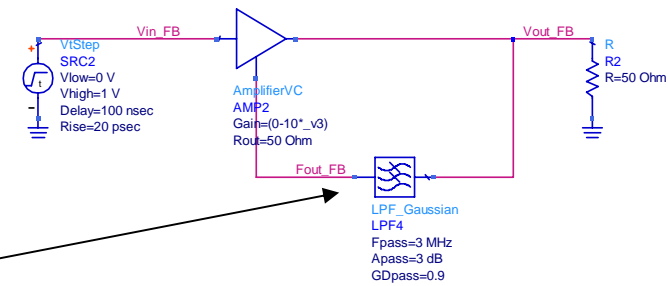 Vin_FB
Vout_FB
+
VtStep
SRC2
Vlow=0 V
Vhigh=1 V
Delay=100 nsec
Rise=20 psec
t
-
AmplifierVC
AMP2
Gain=(0-10*_v3)
Rout=50 Ohm
R
R2
R=50 Ohm
Fout_FB
LPF_Gaussian
LPF4
Fpass=3 MHz
Apass=3 dB
GDpass=0.9